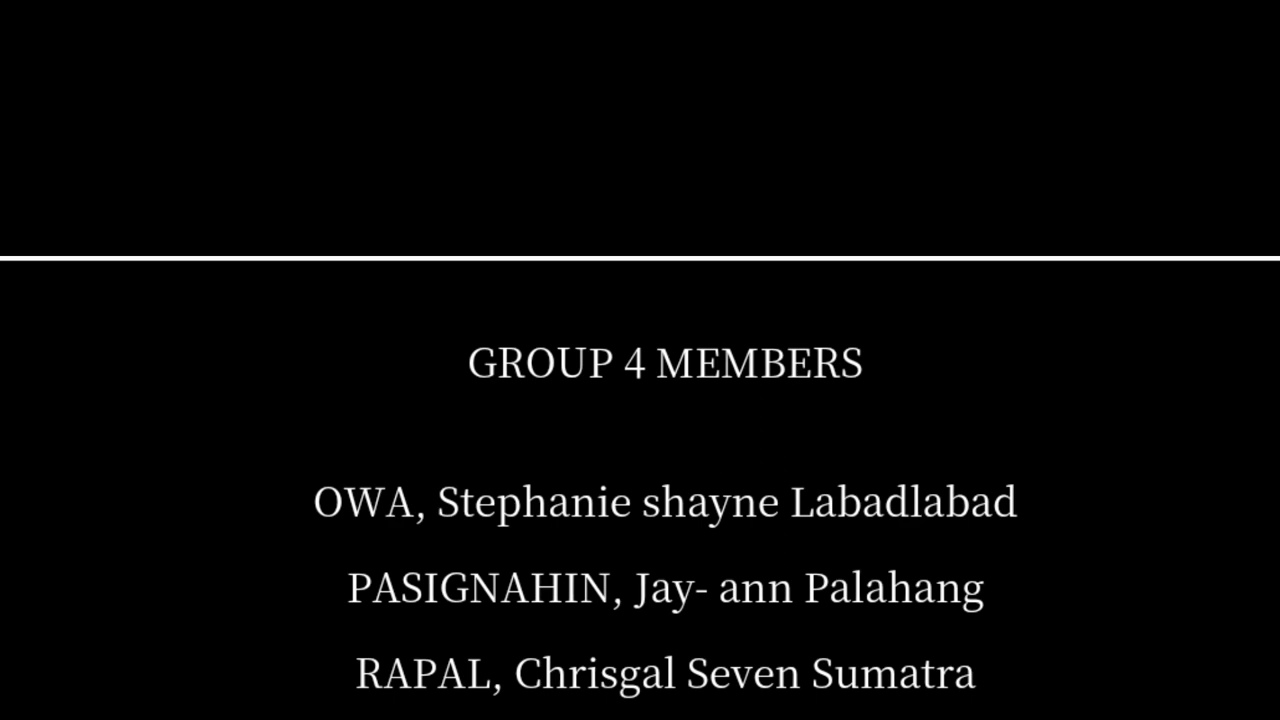 GROUP 4 MEMBERS
OWA, Stephanie shayne Labadlabad
PASIGNAHIN, Jay- ann Palahang
RAPAL, Chrisgal Seven Sumatra